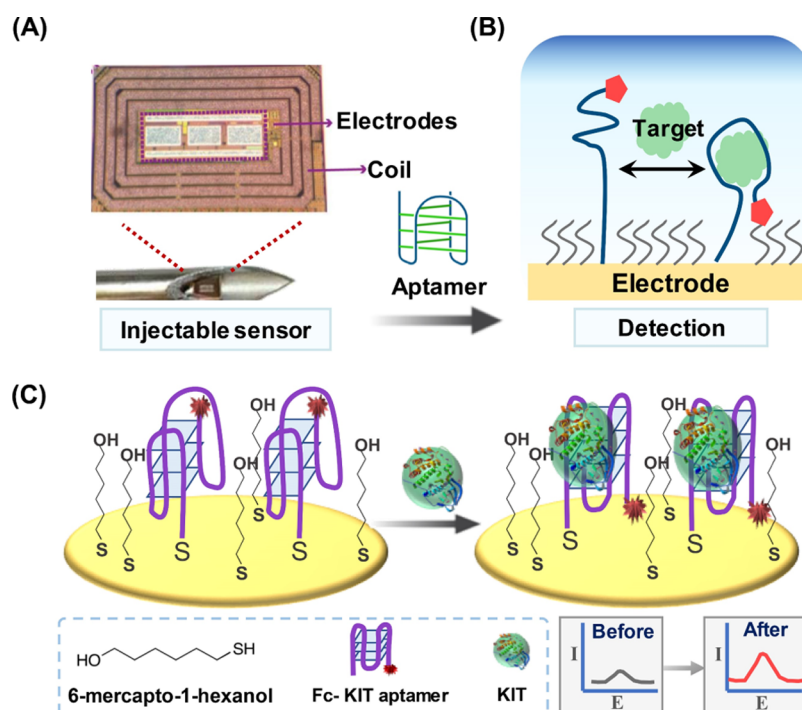 (A)
(B)
Electrodes
Coil
Aptamer
Injectable sensor
Target
Electrode
Detection
(C)
OH
OH
OH
OH
OH
S
S
S
S
S
S
OH
OH
OH
OH
OH
S
S
S
S
S
S
HO
SH
6-mercapto-1-hexanol
Fc- KIT aptamer
KIT
Before
I
E
After
I
E